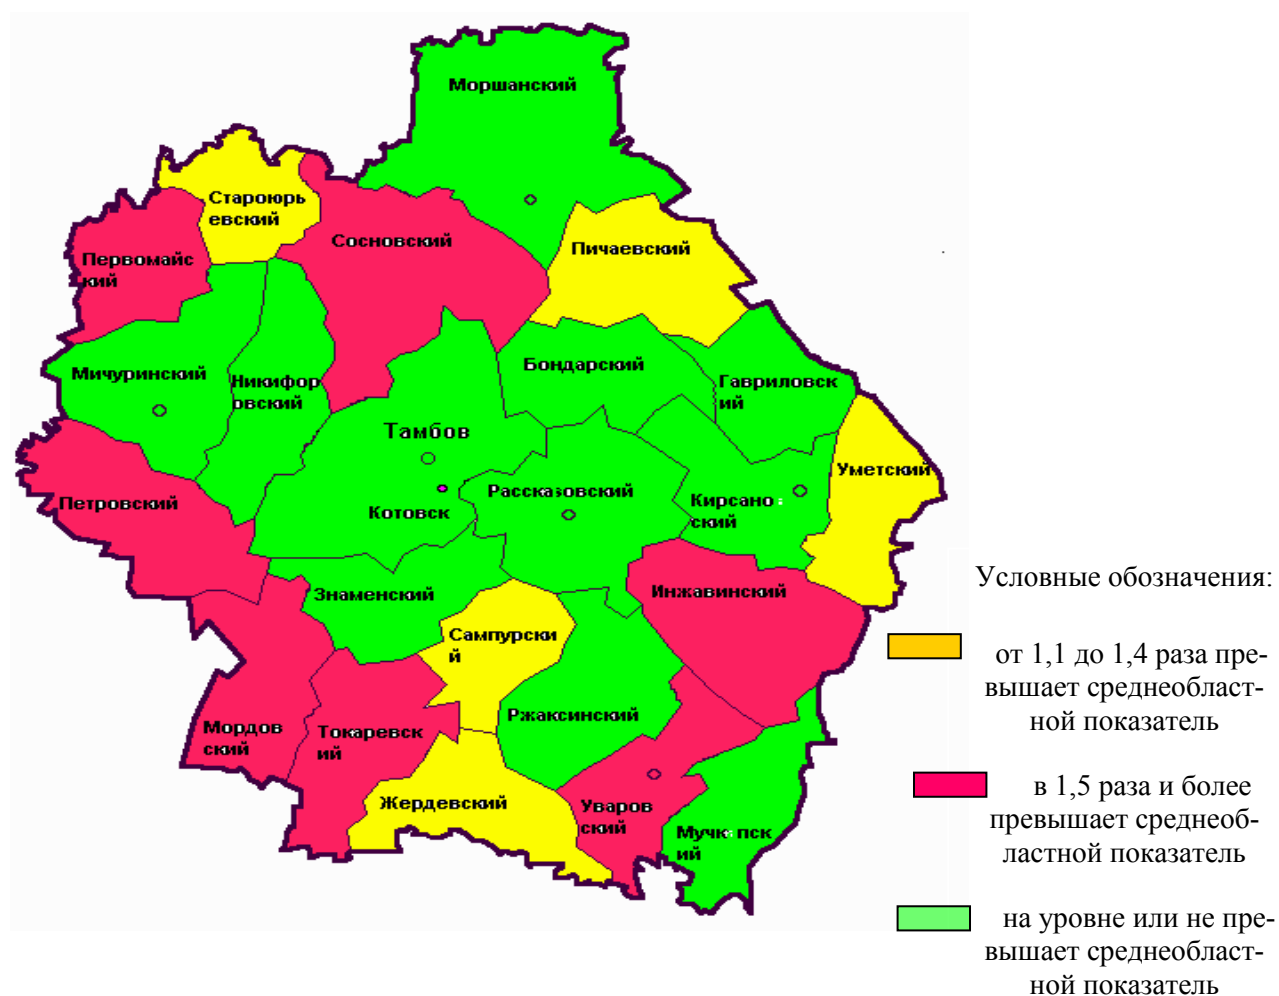 Моршанский
Староюрь
евский
Сосновский
Пичаевский
Первомайс
кий
Мичуринский
Никифор
овский
Бондарский
Гавриловск
ий
Тамбов
Уметский
Петровский
Рассказовский
Котовск
Кирсано
ский
Знаменский
Инжавинский
Сампурски
й
Ржаксинский
Мордов
ский
Токаревск
ий
Жердевский
Уваров
ский
Мучк пск
ий
Условные обозначения:
от 1,1 до 1,4 раза пре-
вышает среднеобласт-
ной показатель
в 1,5 раза и более
превышает среднеоб-
ластной показатель
на уровне или не пре-
вышает среднеобласт-
ной показатель